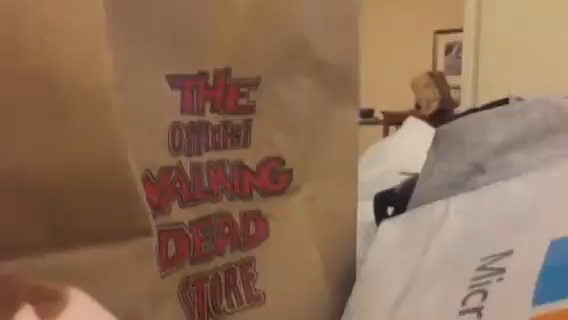 THE
Official
WALKING
DEAD
STORE
Micr